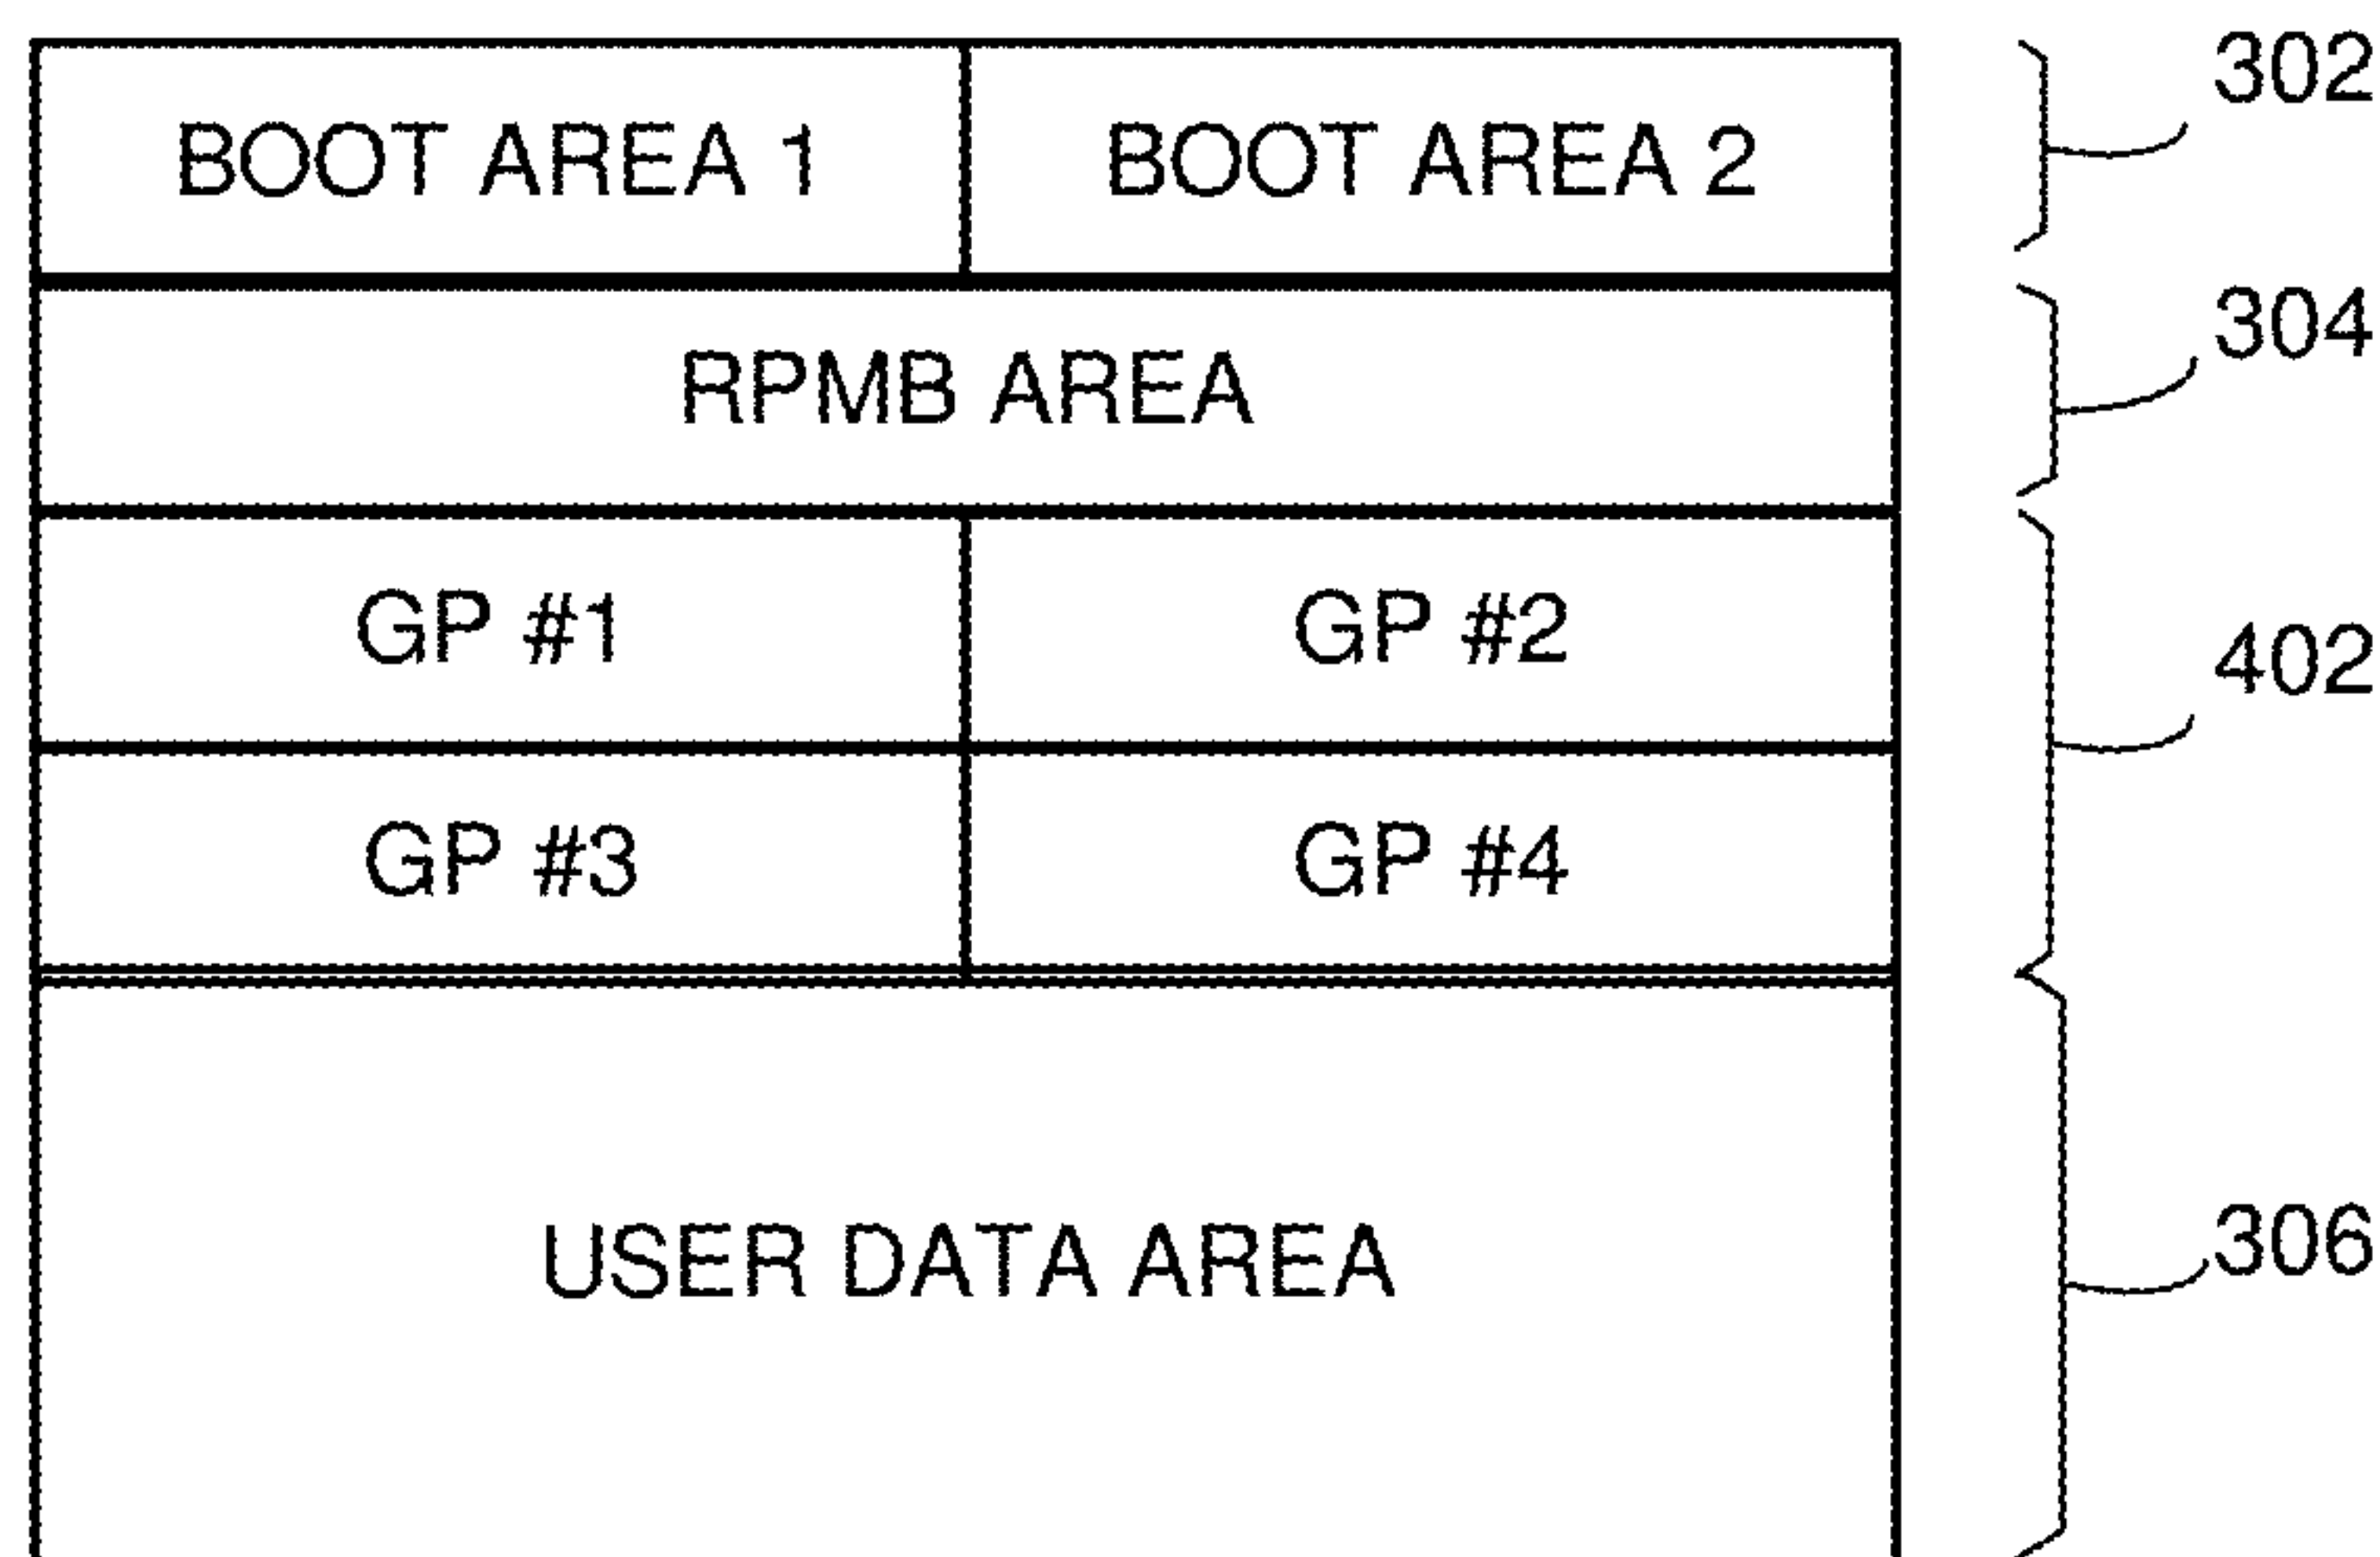 BOOT AREA 1
BOOT AREA 2
302
RPMB AREA
304
GP #1
GP #2
402
GP #3
GP #4
USER DATA AREA
306